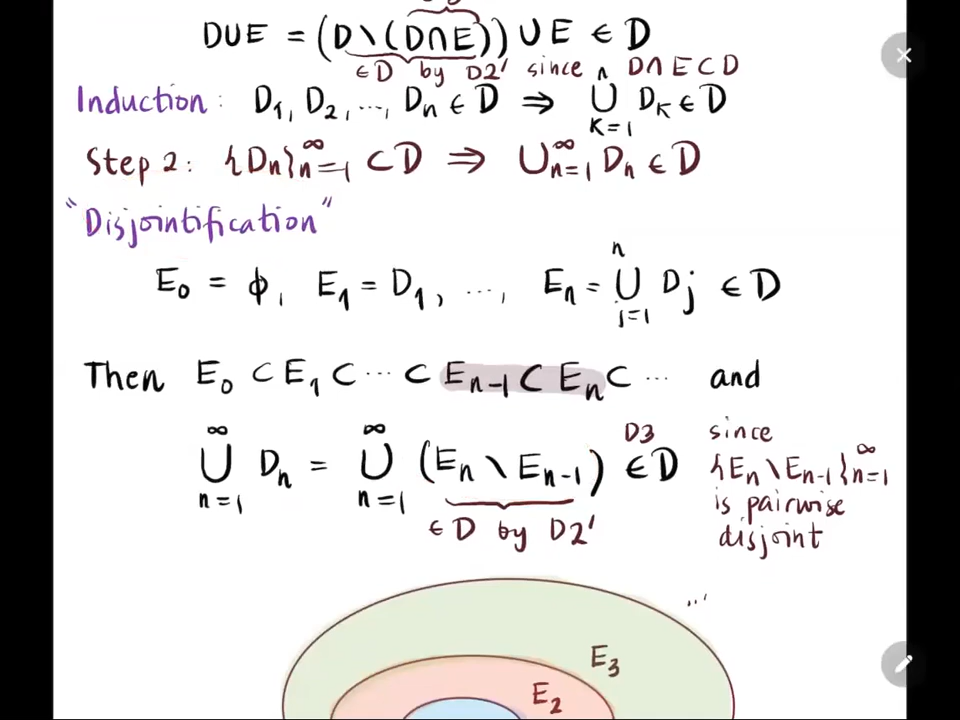 D∪E = (D\(D∩E)) ∪ E ∈ D
∈D by D2' since D∩E⊂D
Induction: D₁, D₂, ..., Dₙ ∈ D ⇒ ⋃ₖ₌₁ⁿ Dₖ ∈ D
Step 2: {Dₙ}ₙ₌₁^∞ ⊂ D ⇒ ⋃ₙ₌₁^∞ Dₙ ∈ D
"Disjointification"
E₀ = ϕ, E₁ = D₁, ..., Eₙ = ⋃ⱼ₌₁ⁿ Dⱼ ∈ D
Then E₀ ⊂ E₁ ⊂ ... ⊂ Eₙ₋₁ ⊂ Eₙ ⊂ ... and
⋃ₙ₌₁^∞ Dₙ = ⋃ₙ₌₁^∞ (Eₙ \ Eₙ₋₁) ∈ D
∈ D by D2'
D3
since
{Eₙ \ Eₙ₋₁}ₙ₌₁^∞
is pairwise
disjoint
...
E₃
E₂